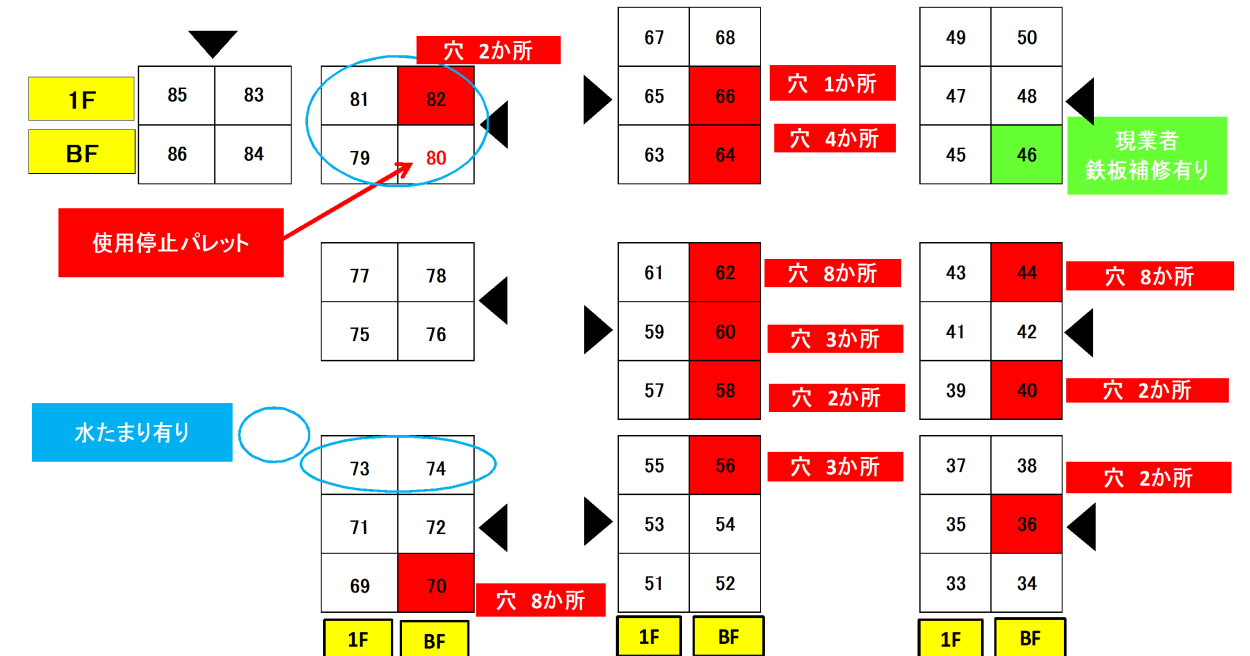 穴 2か所
1F
85 83
BF
86 84
81 82
79 80
使用停止パレット
77 78
75 76
水たまり有り
73 74
71 72
69 70
穴 8か所
1F BF
67 68
65 66
穴 1か所
63 64
穴 4か所
61 62
穴 8か所
59 60
穴 3か所
57 58
穴 2か所
55 56
穴 3か所
53 54
51 52
1F BF
49 50
47 48
45 46
現業者
鉄板補修有り
43 44
穴 8か所
41 42
39 40
穴 2か所
37 38
穴 2か所
35 36
33 34
1F BF